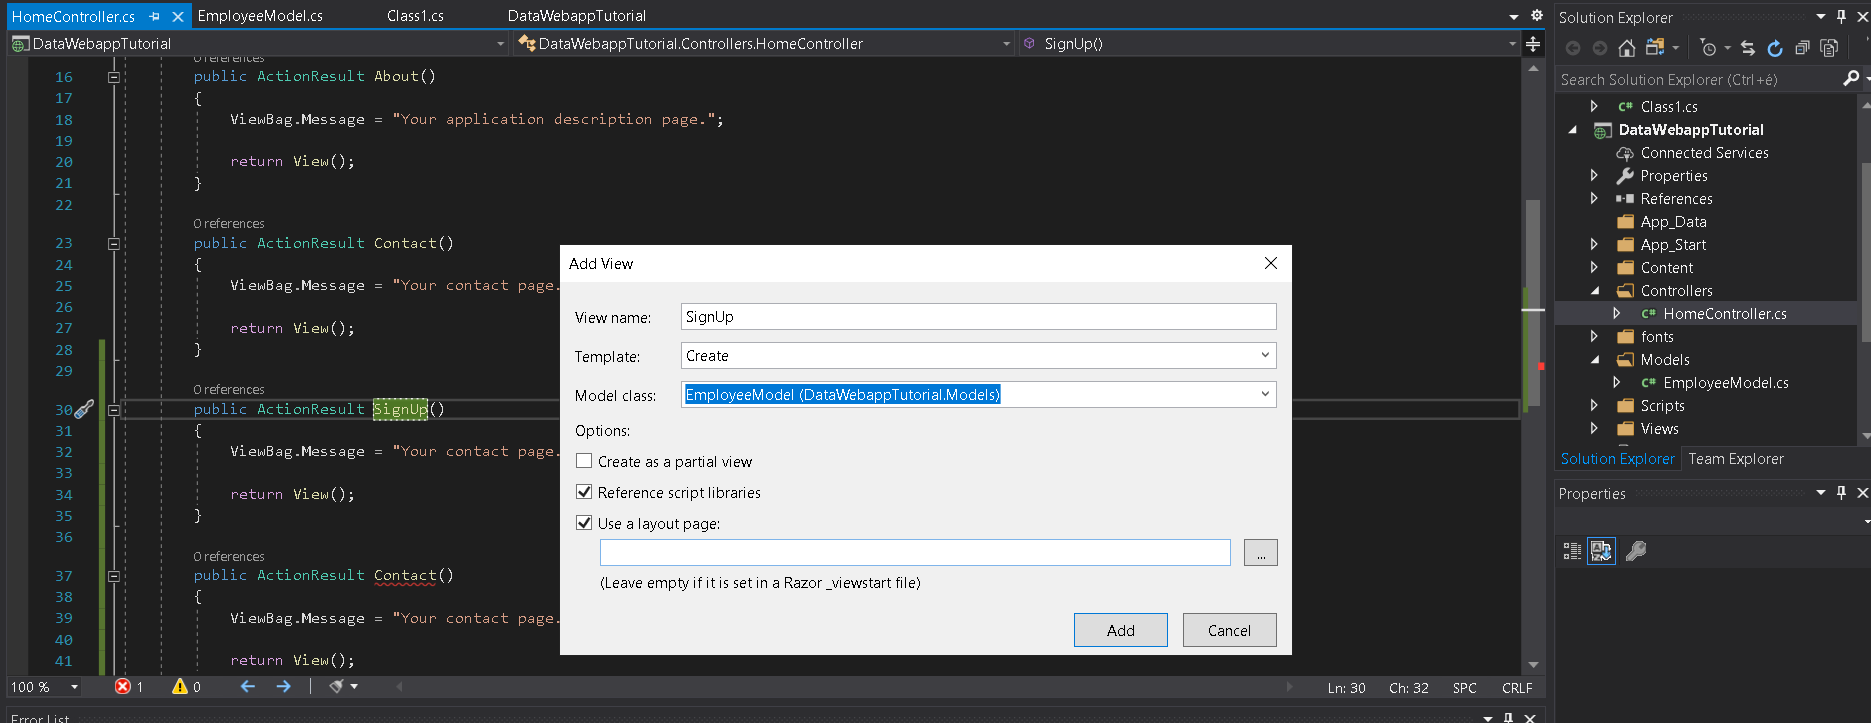 HomeController.cs
EmployeeModel.cs
Class1.cs
DataWebappTutorial
DataWebappTutorial
DataWebappTutorial.Controllers.HomeController
SignUp()
0 references
16 public ActionResult About()
17 {
18 ViewBag.Message = "Your application description page.";
19
20 return View();
21 }
22
0 references
23 public ActionResult Contact()
24 {
25 ViewBag.Message = "Your contact page.
26
27 return View();
28 }
29
0 references
30 public ActionResult SignUp()
31 {
32 ViewBag.Message = "Your contact page.
33
34 return View();
35 }
36
0 references
37 public ActionResult Contact()
38 {
39 ViewBag.Message = "Your contact page.
40
41 return View();
100 %
1
0
Ln: 30 Ch: 32 SPC CRLF
Error List
Add View
View name: SignUp
Template: Create
Model class: EmployeeModel (DataWebappTutorial.Models)
Options:
Create as a partial view
Reference script libraries
Use a layout page:
...
(Leave empty if it is set in a Razor _viewstart file)
Add Cancel
Solution Explorer
Search Solution Explorer (Ctrl+é)
C# Class1.cs
DataWebappTutorial
Connected Services
Properties
References
App_Data
App_Start
Content
Controllers
C# HomeController.cs
fonts
Models
C# EmployeeModel.cs
Scripts
Views
Solution Explorer Team Explorer
Properties